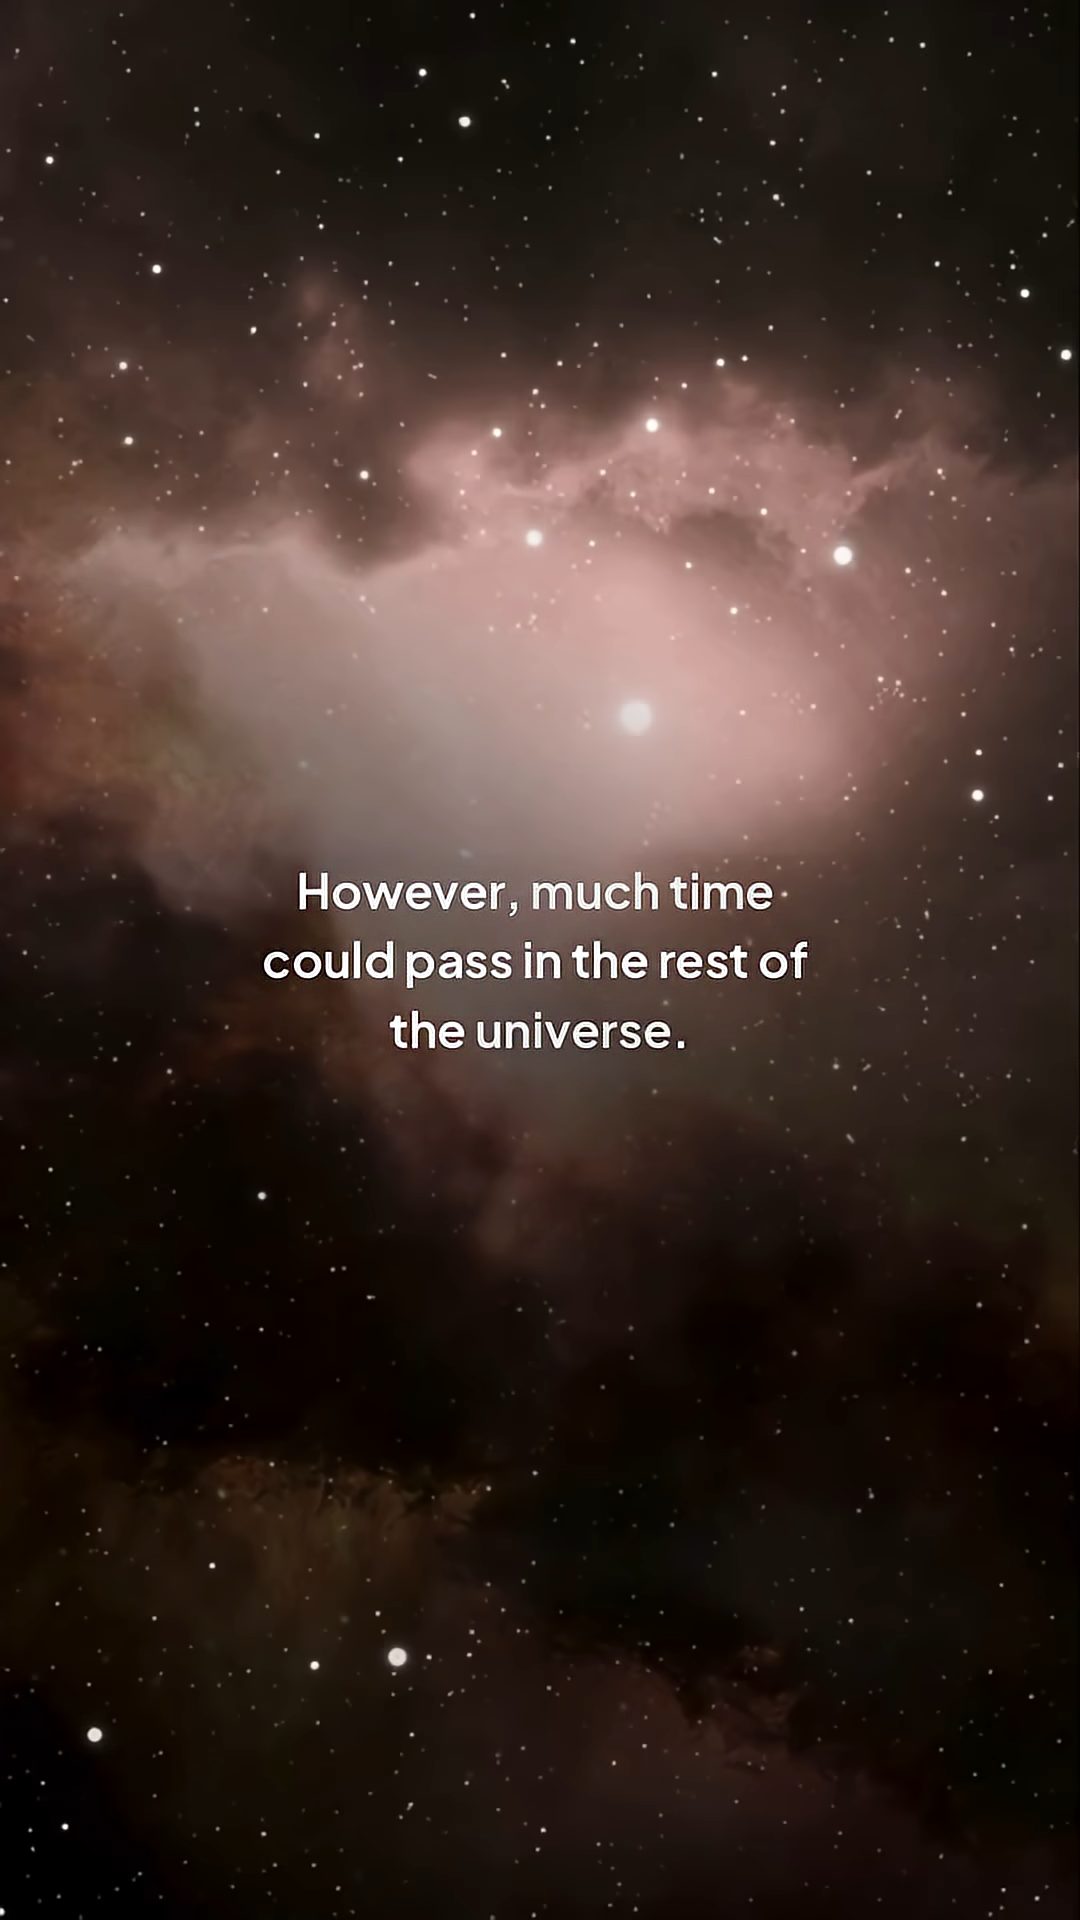 However, much time
could pass in the rest of
the universe.